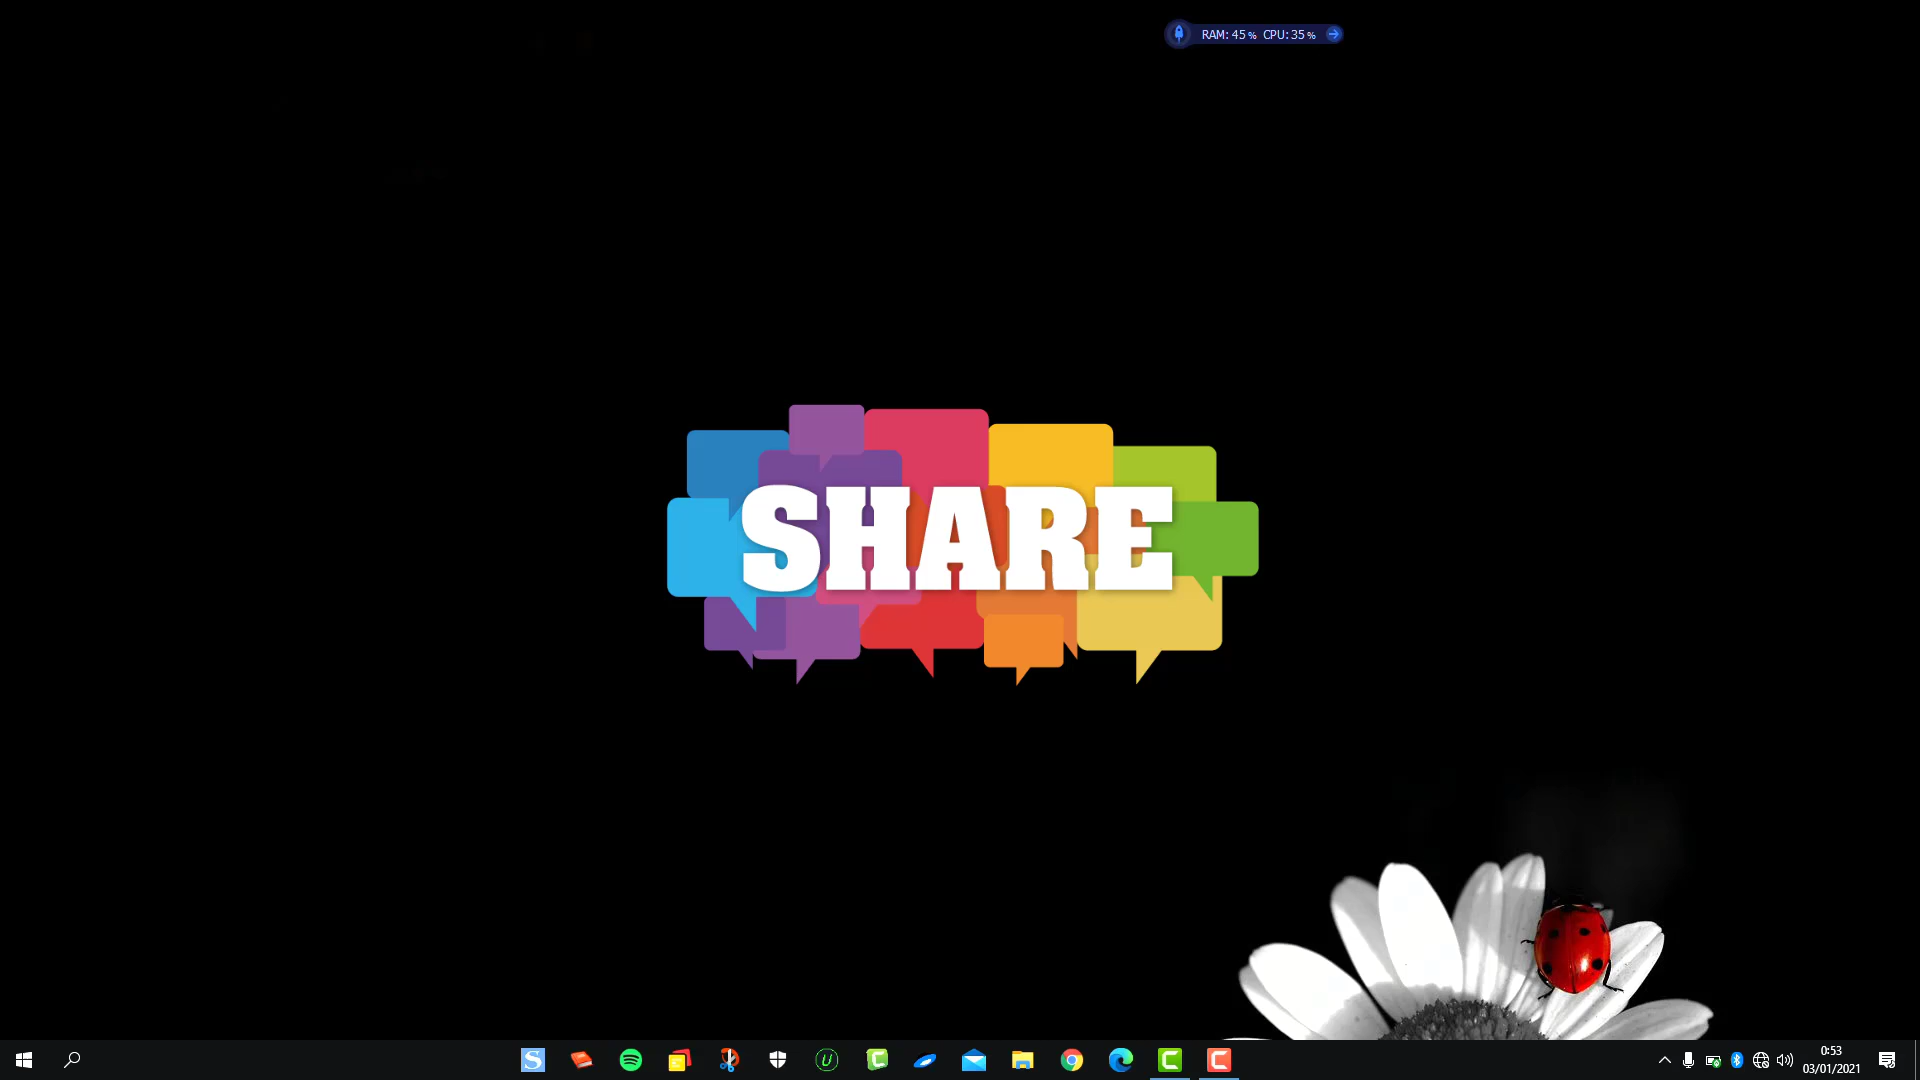 RAM: 45 % CPU: 35 %
SHARE
S U C C C
0:53
03/01/2021